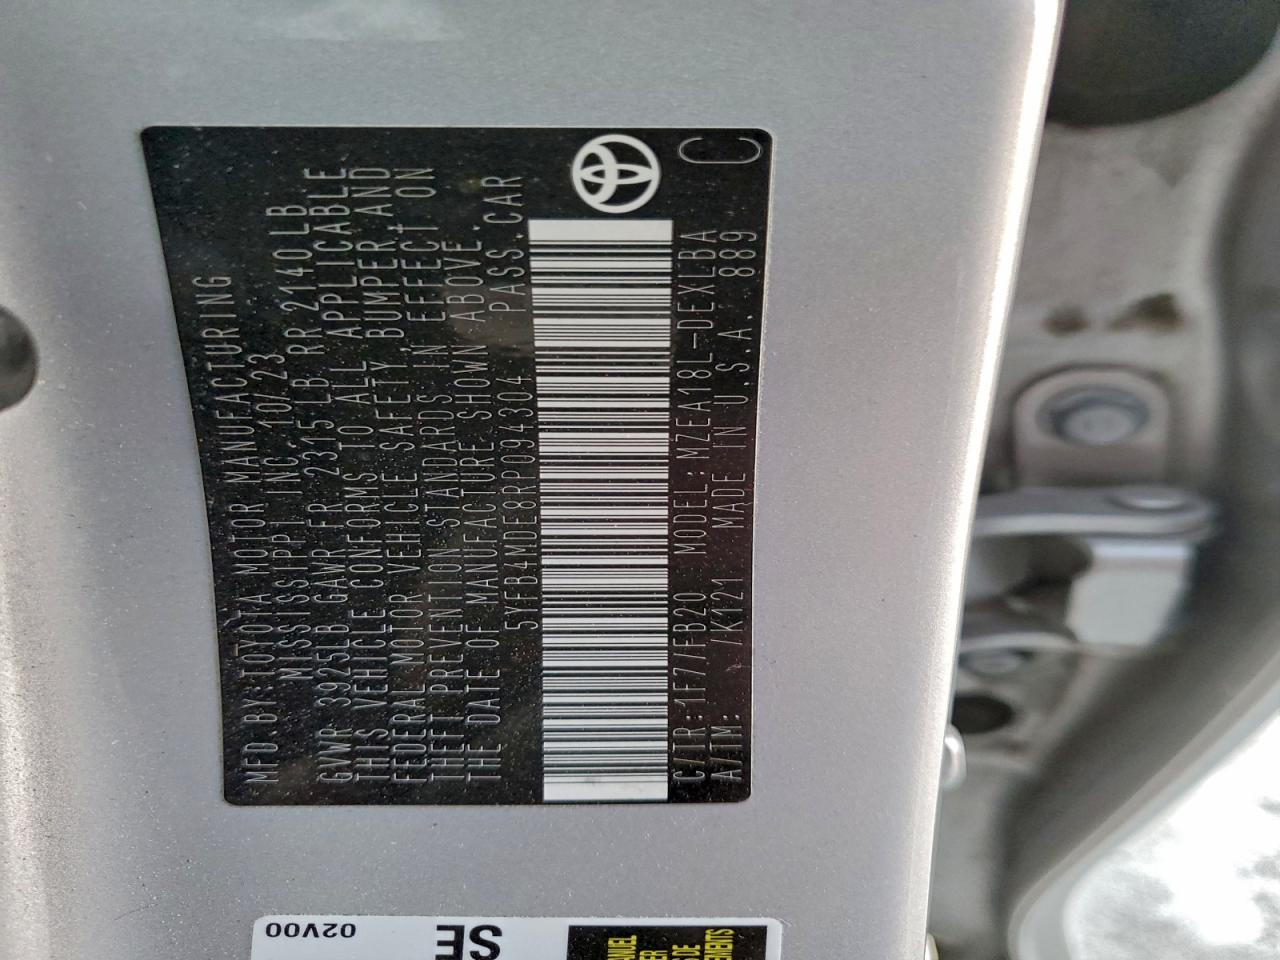 MFD.BY:TOYOTA MOTOR MANUFACTURING
MISSISSIPPI INC. 10/23
GVWR 3925LB GAWR FR 2315LB RR 2140LB
THIS VEHICLE CONFORMS TO ALL APPLICABLE
FEDERAL MOTOR VEHICLE SAFETY,BUMPER,AND
THEFT PREVENTION STANDARDS IN EFFECT ON
THE DATE OF MANUFACTURE SHOWN ABOVE.
5YFB4MDE8RP094304 PASS.CAR
C/TR:1F7/FB20 MODEL:MZEA18L-DEXLBA
A/TM: /K121 MADE IN U.S.A. 889
C
02V00
SE